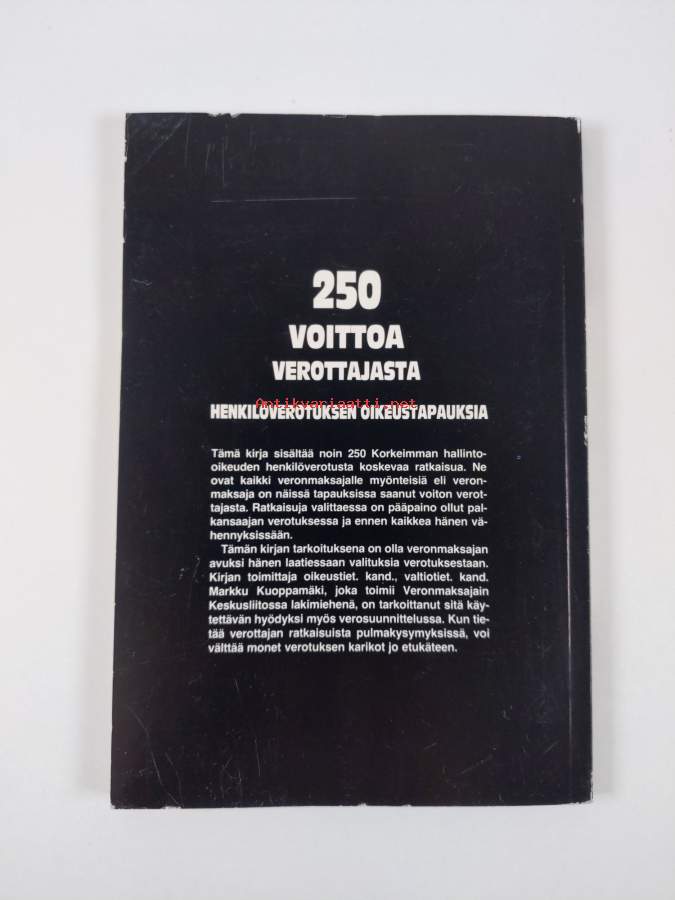 250
VOITTOA
VEROTTAJASTA
Antikvariaatti.net
HENKILÖVEROTUKSEN OIKEUSTAPAUKSIA
Tämä kirja sisältää noin 250 Korkeimman hallinto-
oikeuden henkilöverotusta koskevaa ratkaisua. Ne
ovat kaikki veronmaksajalle myönteisiä eli veron-
maksaja on näissä tapauksissa saanut voiton verot-
tajasta. Ratkaisuja valittaessa on pääpaino ollut pal-
kansaajan verotuksessa ja ennen kaikkea hänen vä-
hennyksissään.
Tämän kirjan tarkoituksena on olla veronmaksajan
avuksi hänen laatiessaan valituksia verotuksestaan.
Kirjan toimittaja oikeustiet. kand., valtiotiet. kand.
Markku Kuoppamäki, joka toimii Veronmaksajain
Keskusliitossa lakimiehenä, on tarkoittanut sitä käy-
tettävän hyödyksi myös verosuunnittelussa. Kun tie-
tää verottajan ratkaisuista pulmakysymyksissä, voi
välttää monet verotuksen karikot jo etukäteen.